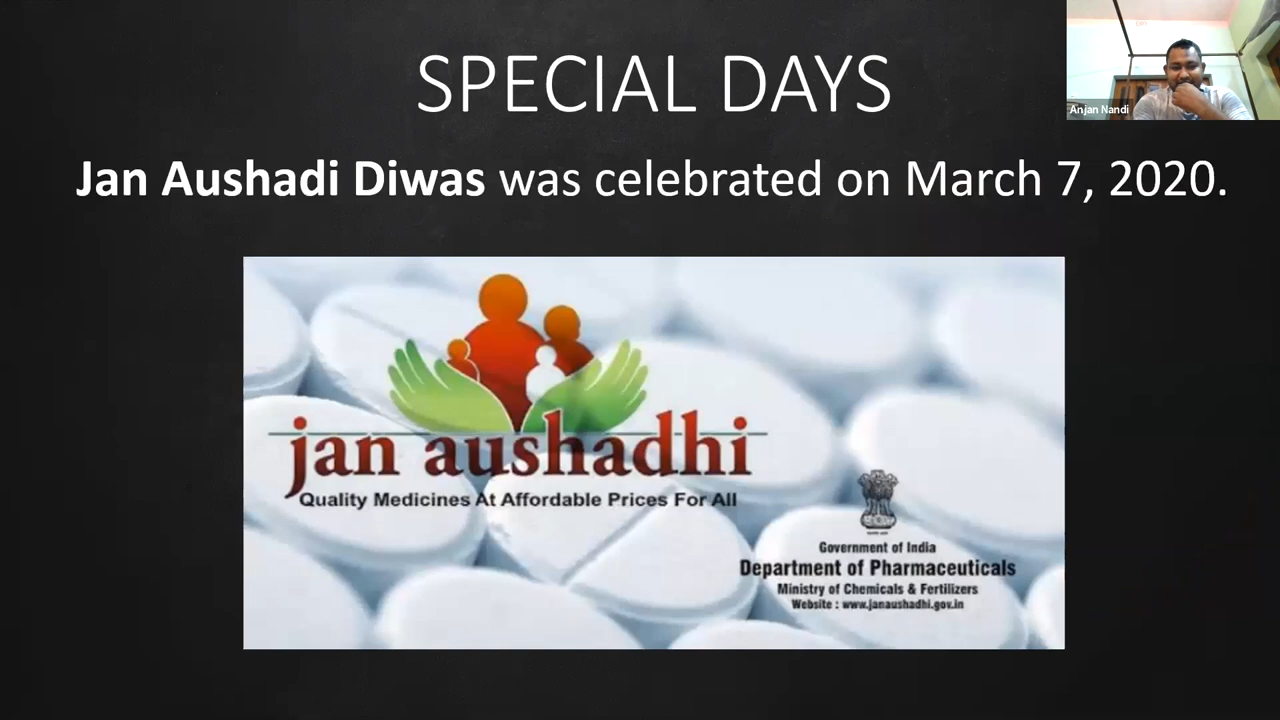 SPECIAL DAYS
Anjan Nandi
Jan Aushadi Diwas was celebrated on March 7, 2020.
jan aushadhi
Quality Medicines At Affordable Prices For All
Government of India
Department of Pharmaceuticals
Ministry of Chemicals & Fertilizers
Website : www.janaushadhi.gov.in